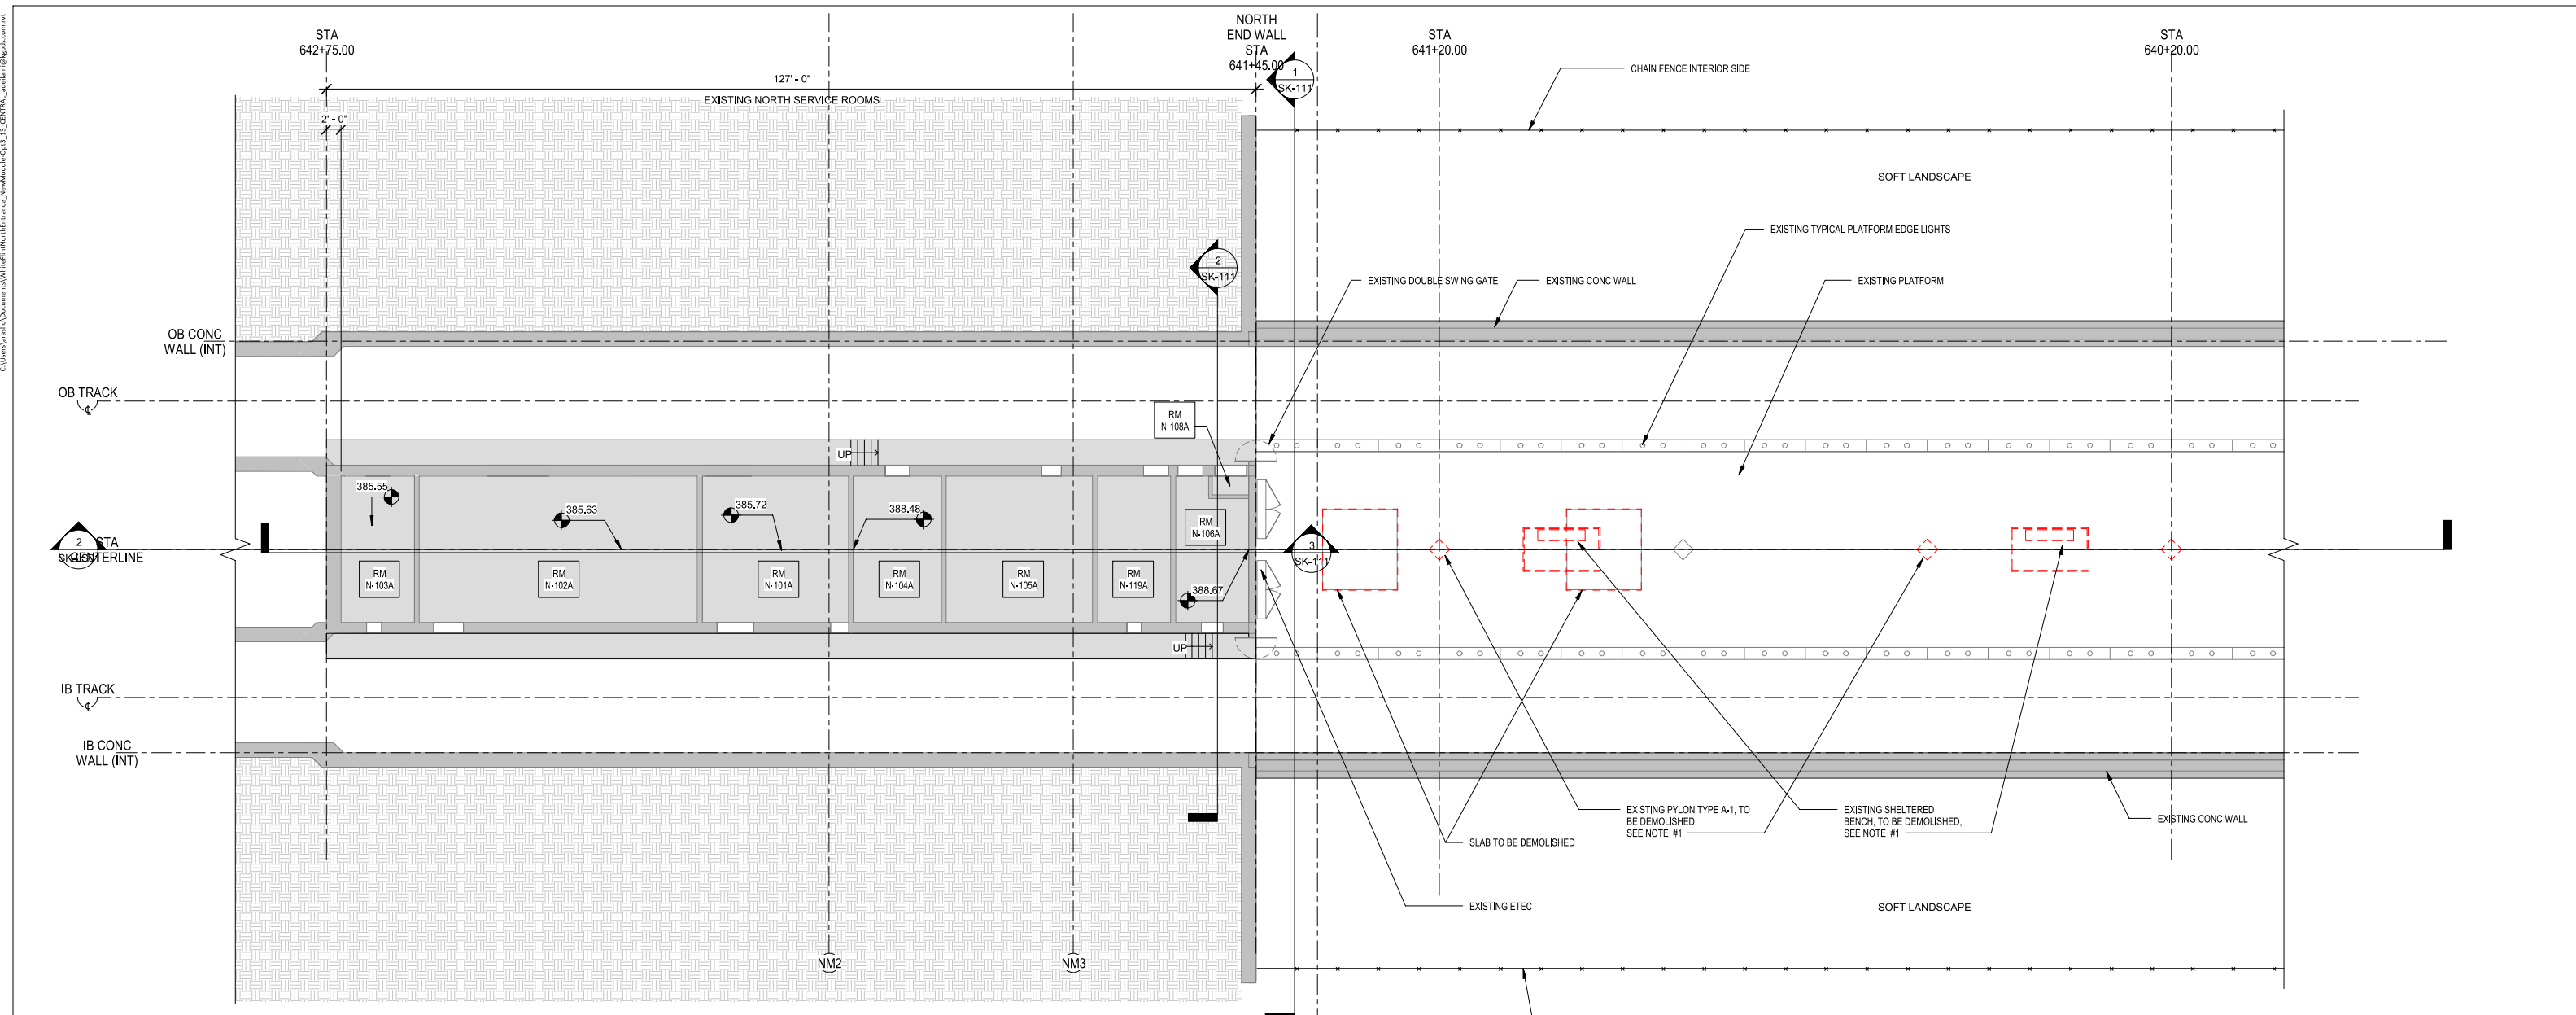 STA
642+75.00
NORTH
END WALL
STA
641+45.00
STA
641+20.00
STA
640+20.00
127' - 0"
EXISTING NORTH SERVICE ROOMS
2' - 0"
1
SK-111
CHAIN FENCE INTERIOR SIDE
SOFT LANDSCAPE
2
SK-111
EXISTING TYPICAL PLATFORM EDGE LIGHTS
EXISTING DOUBLE SWING GATE
EXISTING CONC WALL
EXISTING PLATFORM
OB CONC
WALL (INT)
OB TRACK
RM
N-108A
UP
385.55
385.63
385.72
388.48
RM
N-106A
2
STA
CENTERLINE
3
SK-111
RM
N-103A
RM
N-102A
RM
N-101A
RM
N-104A
RM
N-105A
RM
N-119A
388.67
UP
IB TRACK
IB CONC
WALL (INT)
EXISTING PYLON TYPE A-1, TO
BE DEMOLISHED,
SEE NOTE #1
EXISTING SHELTERED
BENCH, TO BE DEMOLISHED,
SEE NOTE #1
EXISTING CONC WALL
SLAB TO BE DEMOLISHED
EXISTING ETEC
SOFT LANDSCAPE
NM2
NM3